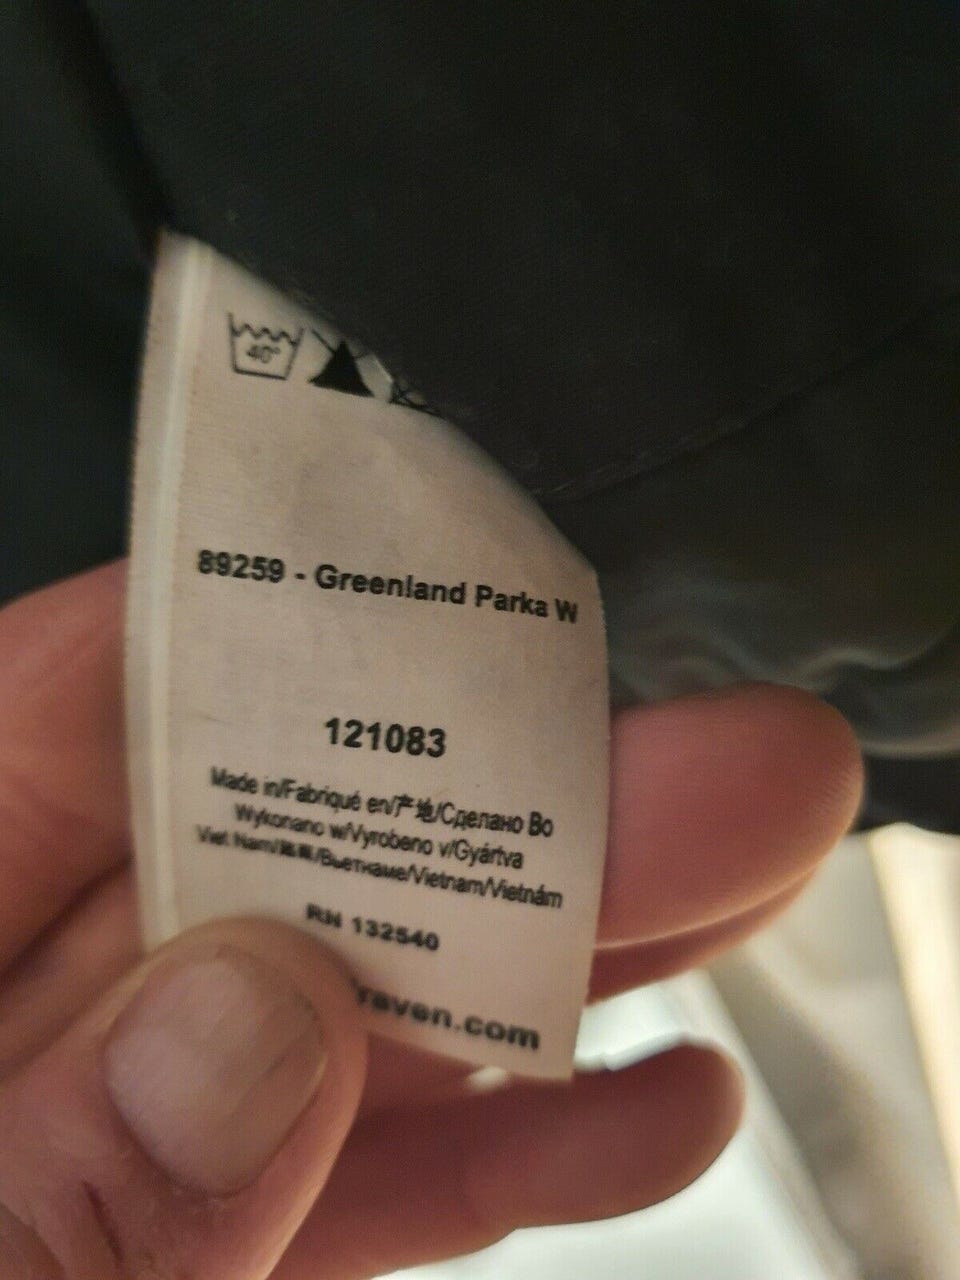 40°
89259 - Greenland Parka W
121083
Made in/Fabriqué en/产地/Сделано Во
Wykonano w/Vyrobeno v/Gyártva
Viet Nam/越南/Вьетнаме/Vietnam/Vietnám
RN 132540
raven.com